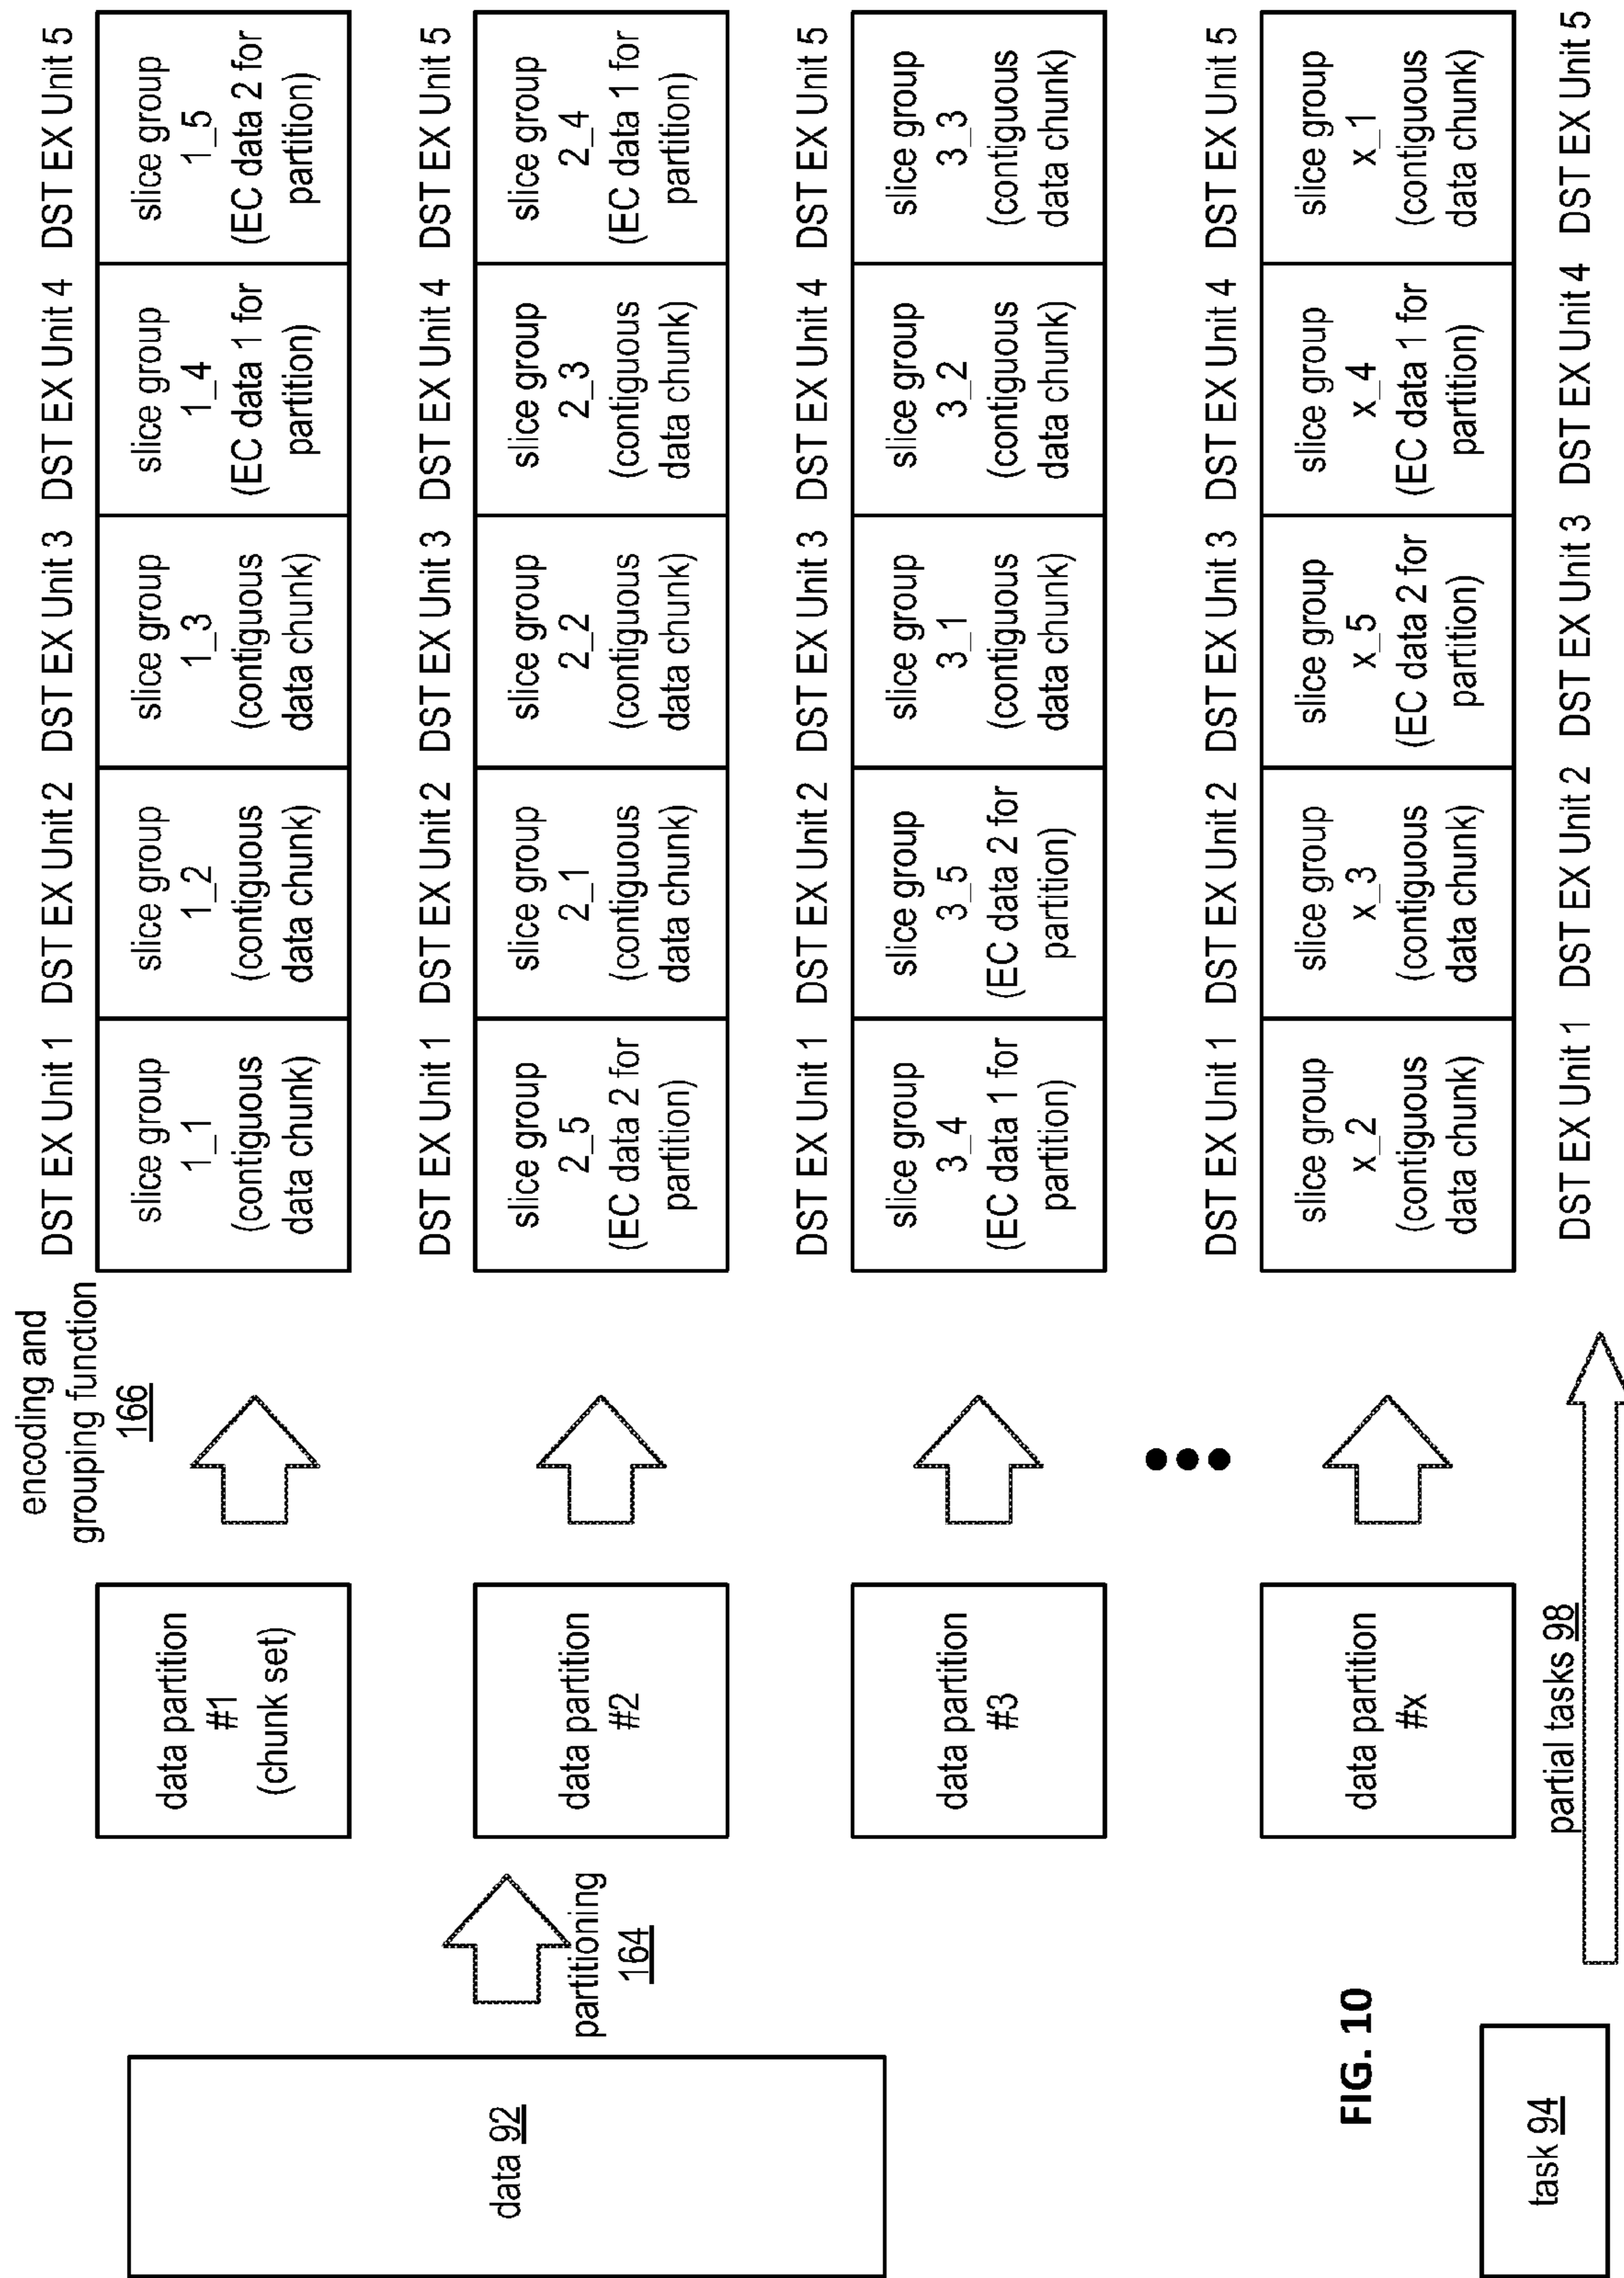 encoding and
grouping function
166
DST EX Unit 1 DST EX Unit 2 DST EX Unit 3 DST EX Unit 4 DST EX Unit 5
data partition
#1
(chunk set)
slice group
1_1
(contiguous
data chunk)
slice group
1_2
(contiguous
data chunk)
slice group
1_3
(contiguous
data chunk)
slice group
1_4
(EC data 1 for
partition)
slice group
1_5
(EC data 2 for
partition)
data 92
partitioning
164
DST EX Unit 1 DST EX Unit 2 DST EX Unit 3 DST EX Unit 4 DST EX Unit 5
data partition
#2
slice group
2_5
(EC data 2 for
partition)
slice group
2_1
(contiguous
data chunk)
slice group
2_2
(contiguous
data chunk)
slice group
2_3
(contiguous
data chunk)
slice group
2_4
(EC data 1 for
partition)
DST EX Unit 1 DST EX Unit 2 DST EX Unit 3 DST EX Unit 4 DST EX Unit 5
data partition
#3
slice group
3_4
(EC data 1 for
partition)
slice group
3_5
(EC data 2 for
partition)
slice group
3_1
(contiguous
data chunk)
slice group
3_2
(contiguous
data chunk)
slice group
3_3
(contiguous
data chunk)
DST EX Unit 1 DST EX Unit 2 DST EX Unit 3 DST EX Unit 4 DST EX Unit 5
data partition
#x
slice group
x_2
(contiguous
data chunk)
slice group
x_3
(contiguous
data chunk)
slice group
x_5
(EC data 2 for
partition)
slice group
x_4
(EC data 1 for
partition)
slice group
x_1
(contiguous
data chunk)
FIG. 10
task 94
partial tasks 98
DST EX Unit 1 DST EX Unit 2 DST EX Unit 3 DST EX Unit 4 DST EX Unit 5